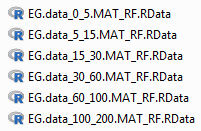 EG.data_0_5.MAT_RF.RData
EG.data_5_15.MAT_RF.RData
EG.data_15_30.MAT_RF.RData
EG.data_30_60.MAT_RF.RData
EG.data_60_100.MAT_RF.RData
EG.data_100_200.MAT_RF.RData